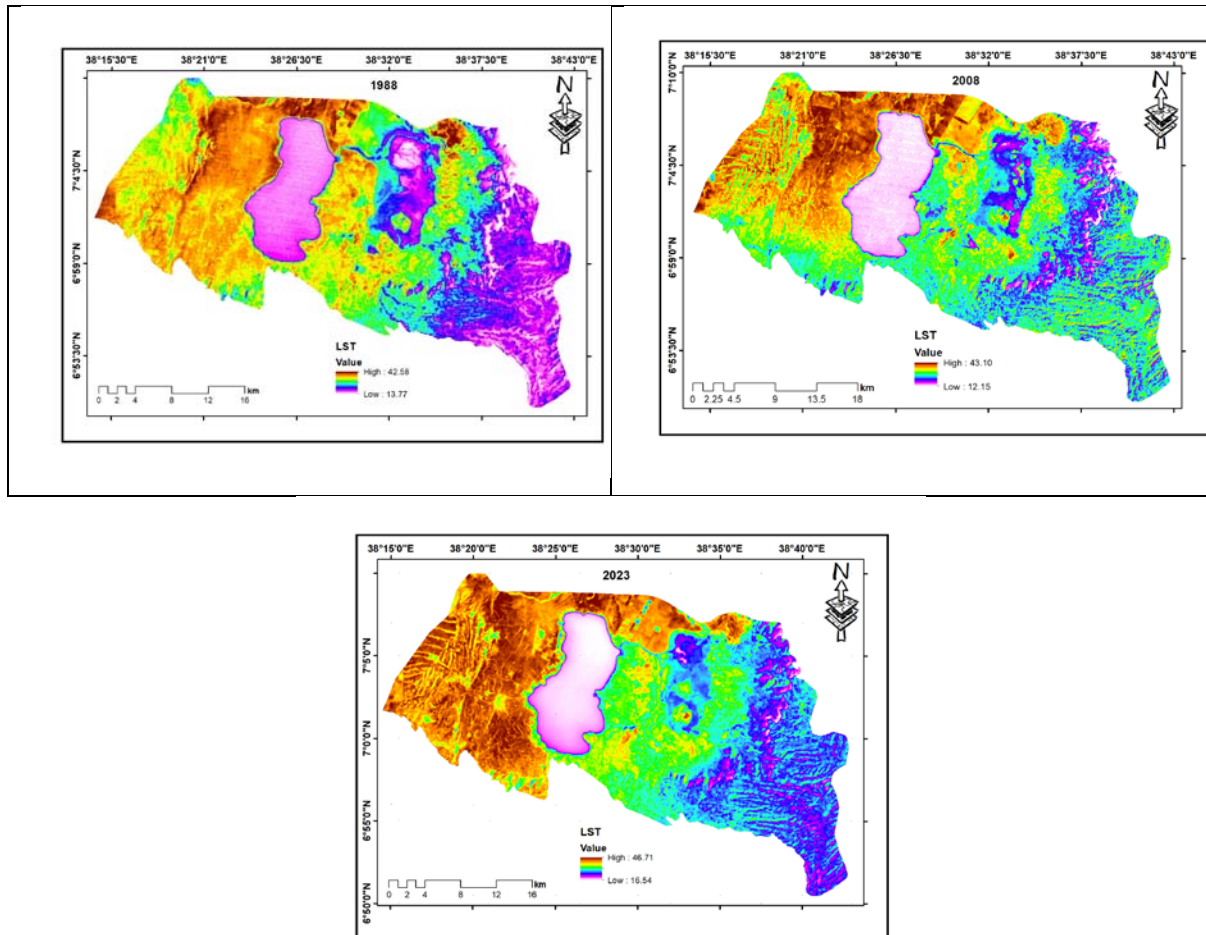 38°15'30"E 38°21'0"E 38°26'30"E 38°32'0"E 38°37'30"E 38°43'0"E
1988
N
7°4'30"N
6°59'0"N
6°53'30"N
LST
Value
High : 42.58
Low : 13.77
km
0 2 4 8 12 16
38°15'30"E 38°21'0"E 38°26'30"E 38°32'0"E 38°37'30"E 38°43'0"E
2008
N
7°10'0"N
7°4'30"N
6°59'0"N
6°53'30"N
LST
Value
High : 43.10
Low : 12.15
km
0 2.25 4.5 9 13.5 18
38°15'0"E 38°20'0"E 38°25'0"E 38°30'0"E 38°35'0"E 38°40'0"E
2023
N
7°5'0"N
7°0'0"N
6°55'0"N
6°50'0"N
LST
Value
High : 46.71
Low : 16.54
km
0 2 4 8 12 16